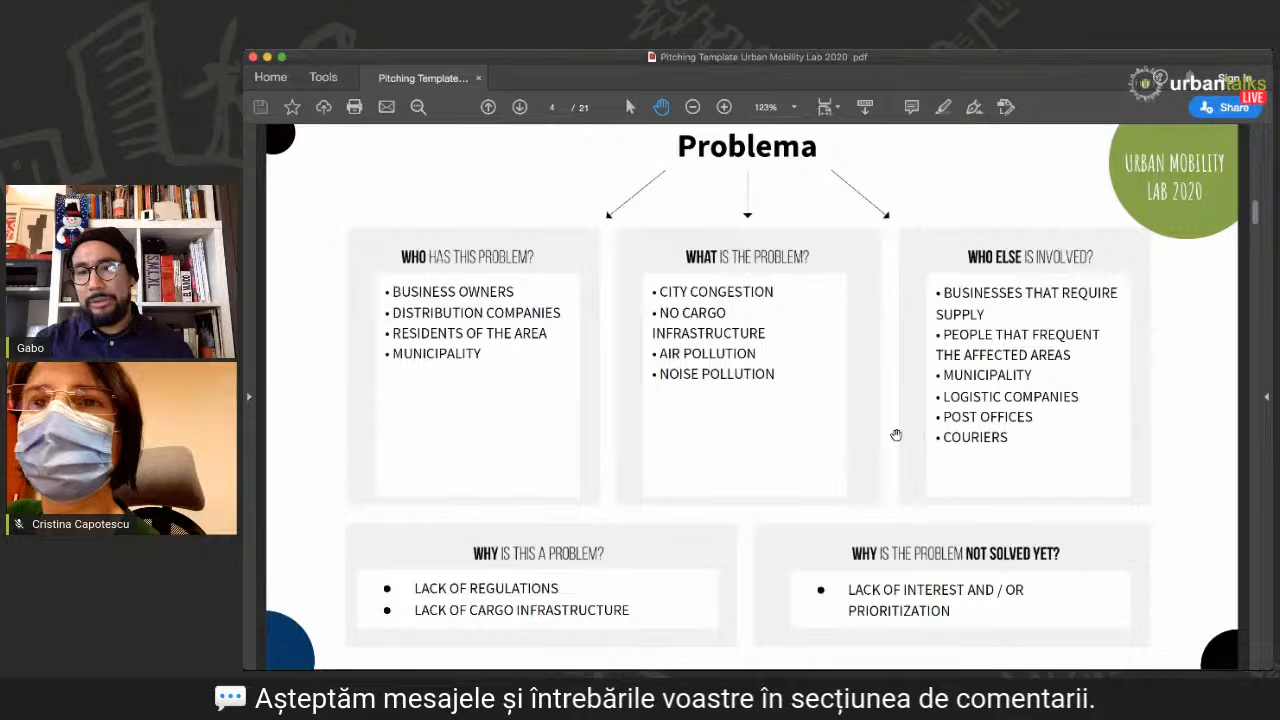 Pitching Template Urban Mobility Lab 2020 .pdf
Home
Tools
Pitching Template...
×
Sign In
urbantalks
LIVE
4 / 21
123%
Share
Problema
URBAN MOBILITY
LAB 2020
WHO HAS THIS PROBLEM?
• BUSINESS OWNERS
• DISTRIBUTION COMPANIES
• RESIDENTS OF THE AREA
• MUNICIPALITY
WHAT IS THE PROBLEM?
• CITY CONGESTION
• NO CARGO
INFRASTRUCTURE
• AIR POLLUTION
• NOISE POLLUTION
WHO ELSE IS INVOLVED?
• BUSINESSES THAT REQUIRE
SUPPLY
• PEOPLE THAT FREQUENT
THE AFFECTED AREAS
• MUNICIPALITY
• LOGISTIC COMPANIES
• POST OFFICES
• COURIERS
WHY IS THIS A PROBLEM?
● LACK OF REGULATIONS
● LACK OF CARGO INFRASTRUCTURE
WHY IS THE PROBLEM NOT SOLVED YET?
● LACK OF INTEREST AND / OR
PRIORITIZATION
Gabo
Cristina Capotescu
💬 Așteptăm mesajele și întrebările voastre în secțiunea de comentarii.